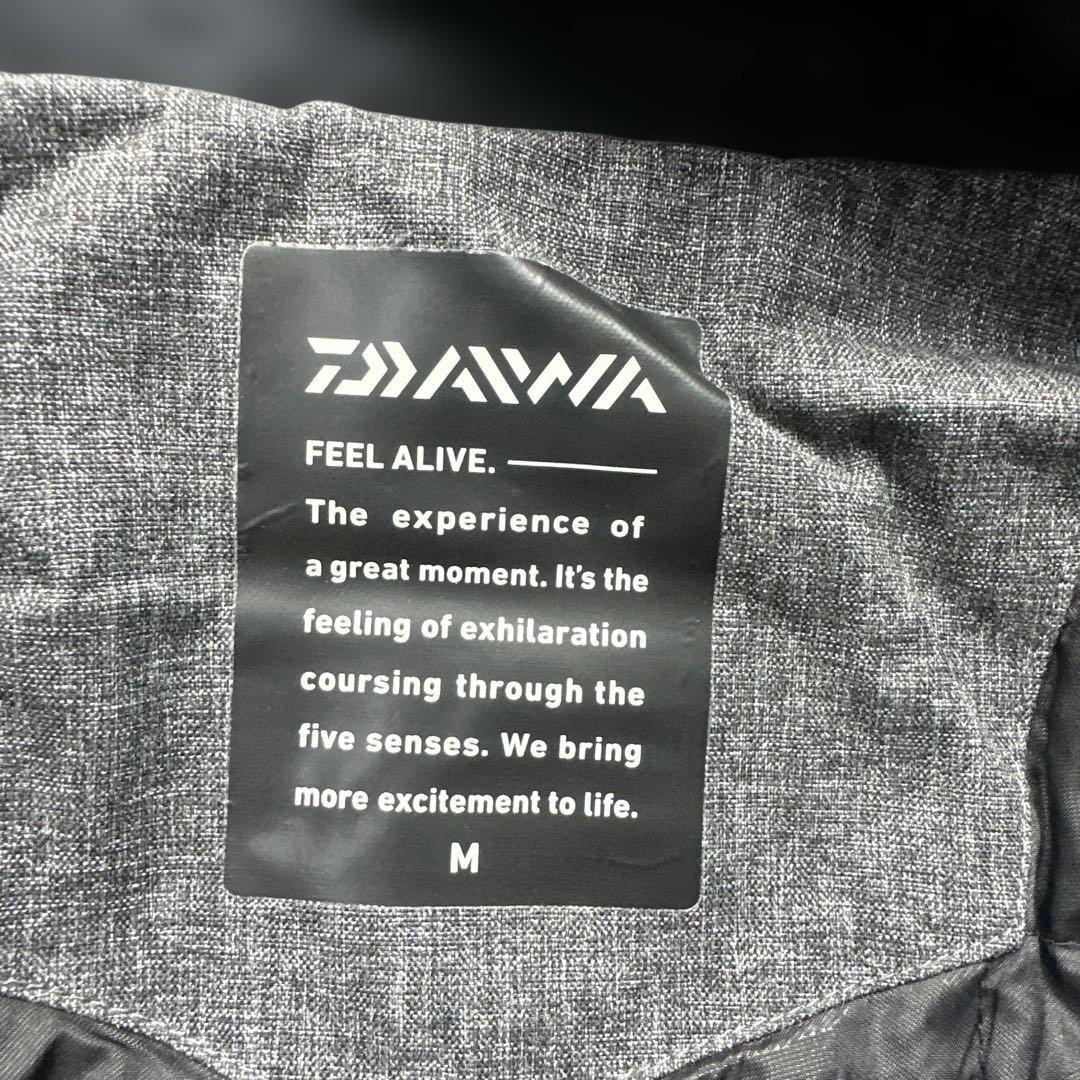 DAIWA
FEEL ALIVE.
The experience of
a great moment. It's the
feeling of exhilaration
coursing through the
five senses. We bring
more excitement to life.
M